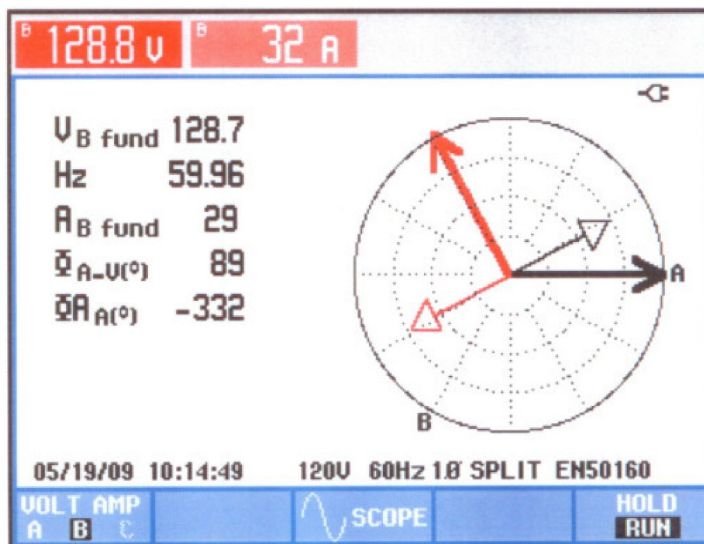 B 128.8 V B 32 A
V B fund 128.7
Hz 59.96
A B fund 29
Φ A-V(°) 89
ΦA A(°) -332
A
B
05/19/09 10:14:49 120V 60Hz 1Ø SPLIT EN50160
VOLT AMP SCOPE HOLD
A B RUN